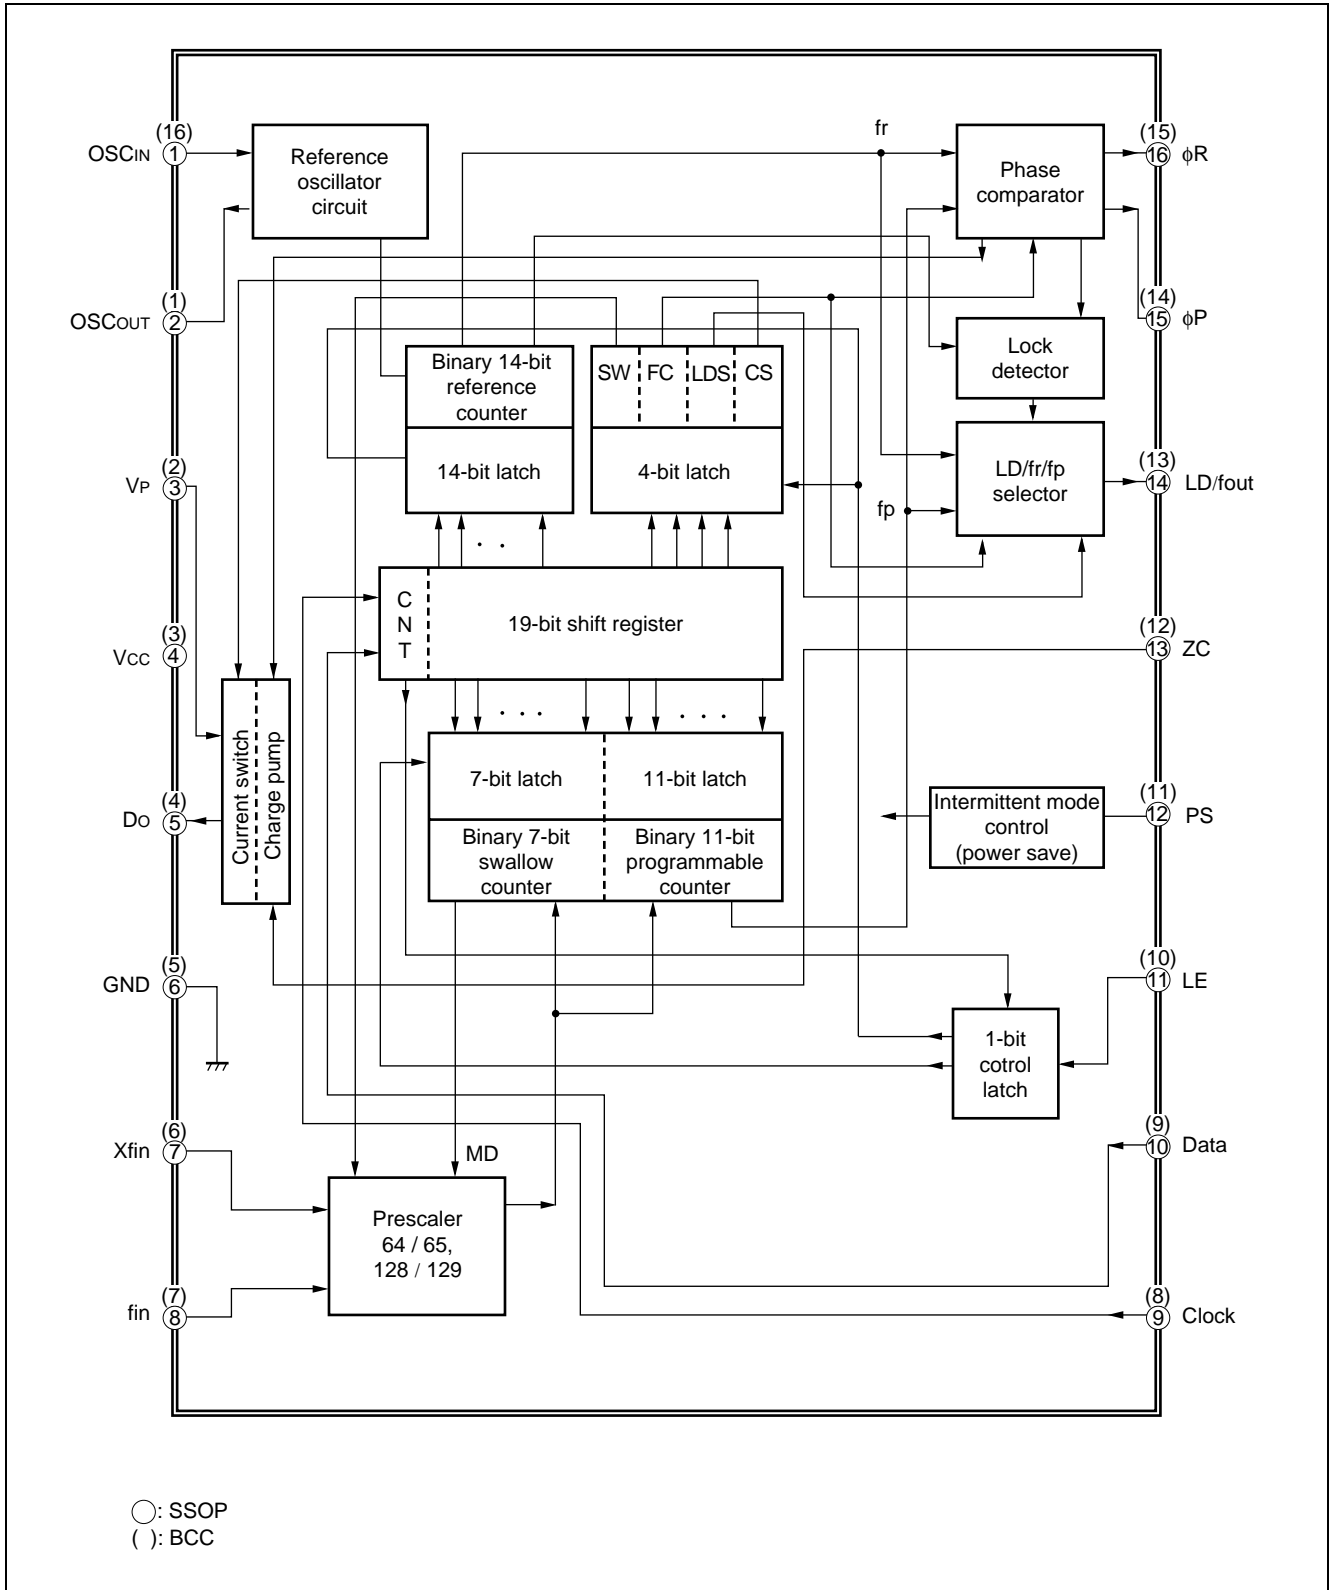 (16)
OSCIN 1
Reference
oscillator
circuit
fr
Phase
comparator
(15)
16 ϕR
(1)
OSCOUT 2
(14)
15 ϕP
Lock
detector
Binary 14-bit
reference
counter
SW FC LDS CS
14-bit latch
4-bit latch
LD/fr/fp
selector
(13)
14 LD/fout
(2)
VP 3
fp
. .
C
N
T
19-bit shift register
(12)
13 ZC
(3)
VCC 4
. . .
. . .
Current switch
Charge pump
7-bit latch
11-bit latch
(4)
DO 5
Binary 7-bit
swallow
counter
Binary 11-bit
programmable
counter
Intermittent mode
control
(power save)
(11)
12 PS
(5)
GND 6
(10)
11 LE
1-bit
cotrol
latch
(6)
Xfin 7
MD
(9)
10 Data
Prescaler
64 / 65,
128 / 129
(7)
fin 8
(8)
9 Clock
◯: SSOP
( ): BCC